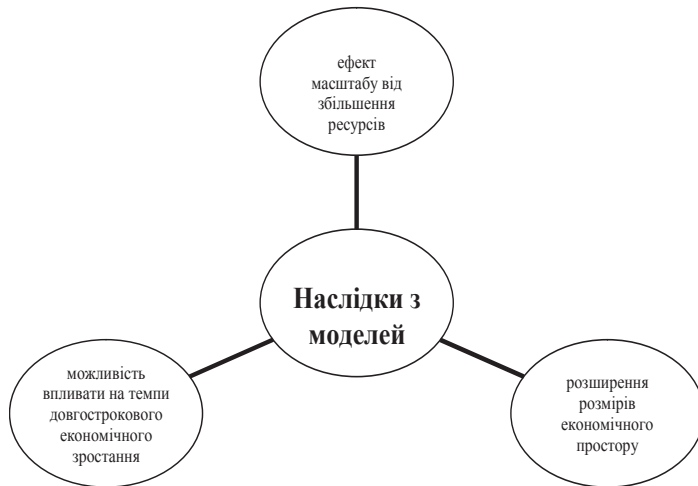 ефект
масштабу від
збільшення
ресурсів
Наслідки з
моделей
можливість
впливати на темпи
довгострокового
економічного
зростання
розширення
розмірів
економічного
простору